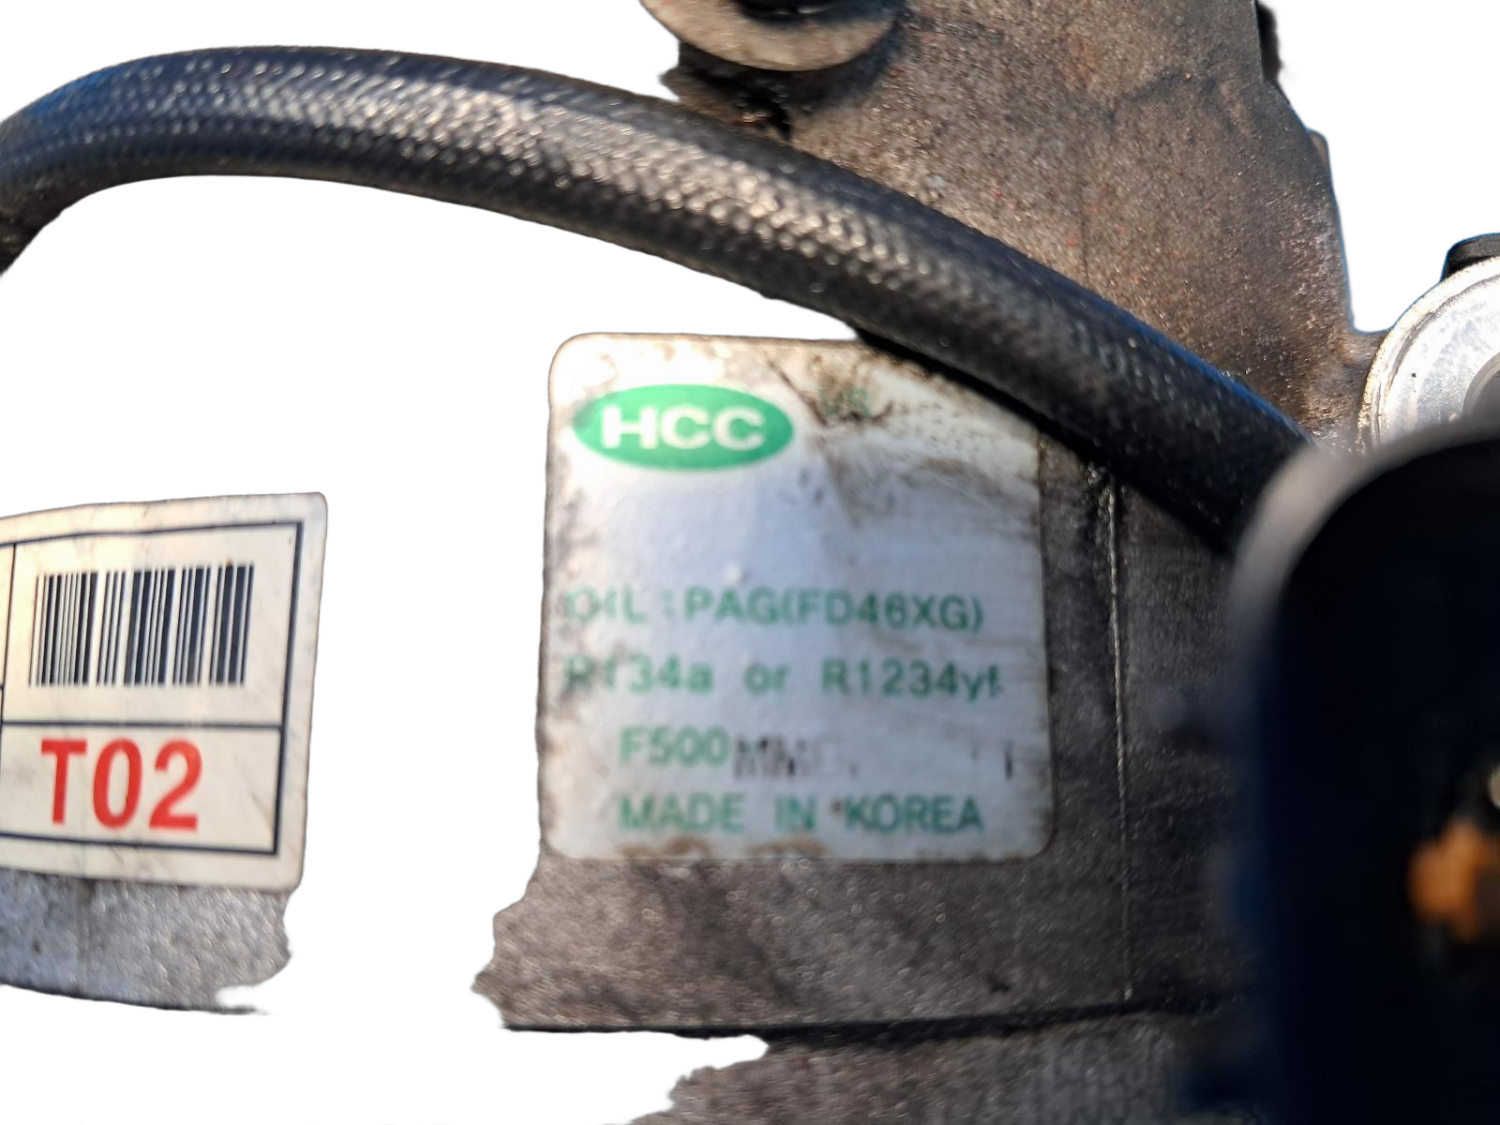 HCC
OIL : PAG(FD46XG)
R134a or R1234yf
F500
MADE IN KOREA
T02